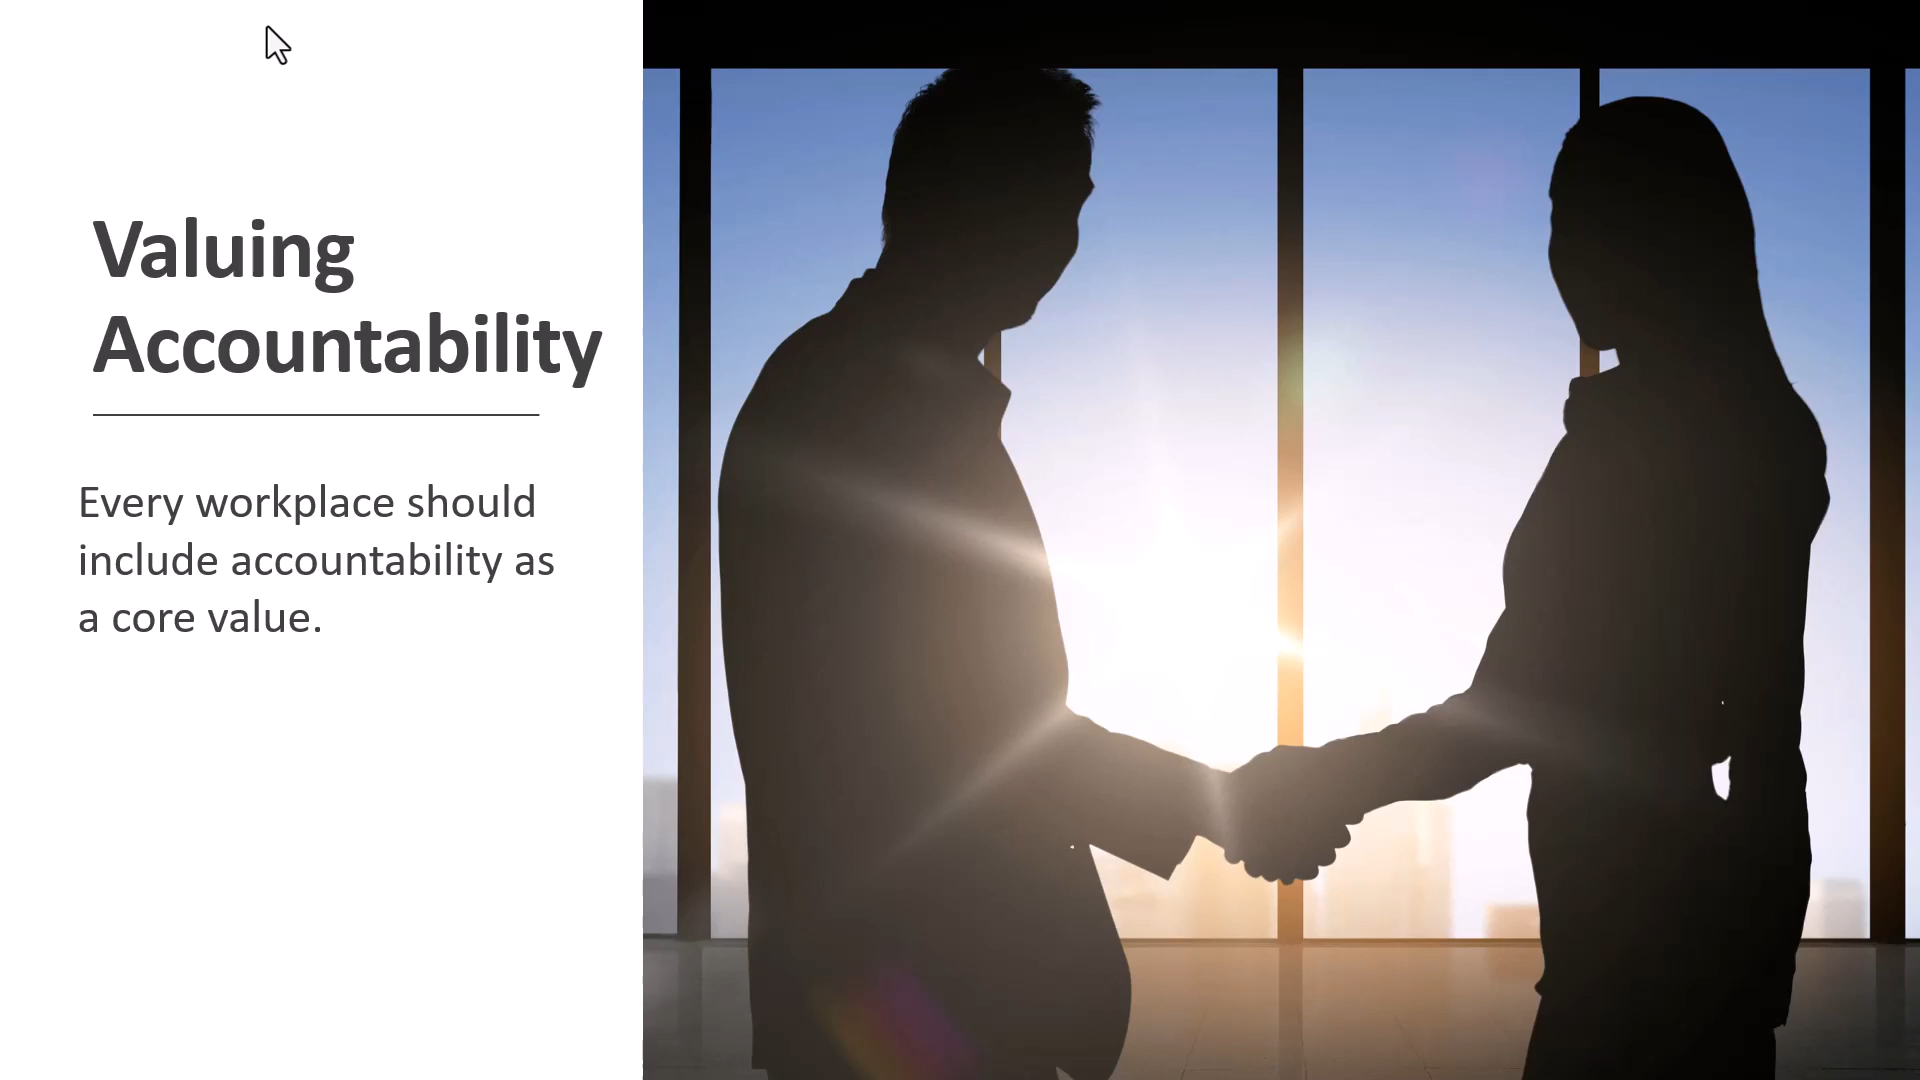 Valuing
Accountability
Every workplace should
include accountability as
a core value.